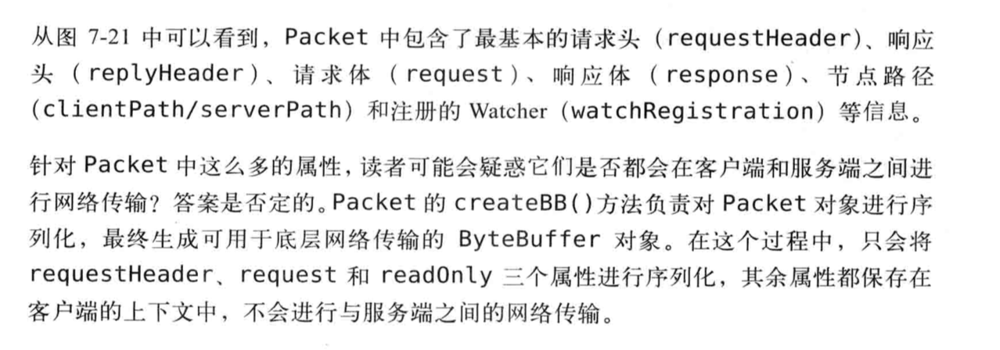 从图 7-21 中可以看到，Packet 中包含了最基本的请求头（requestHeader）、响应
头（replyHeader）、请求体（request）、响应体（response）、节点路径
（clientPath/serverPath）和注册的 Watcher（watchRegistration）等信息。
针对 Packet 中这么多的属性，读者可能会疑惑它们是否都会在客户端和服务端之间进
行网络传输？答案是否定的。Packet 的 createBB()方法负责对 Packet 对象进行序
列化，最终生成可用于底层网络传输的 ByteBuffer 对象。在这个过程中，只会将
requestHeader、request 和 readOnly 三个属性进行序列化，其余属性都保存在
客户端的上下文中，不会进行与服务端之间的网络传输。